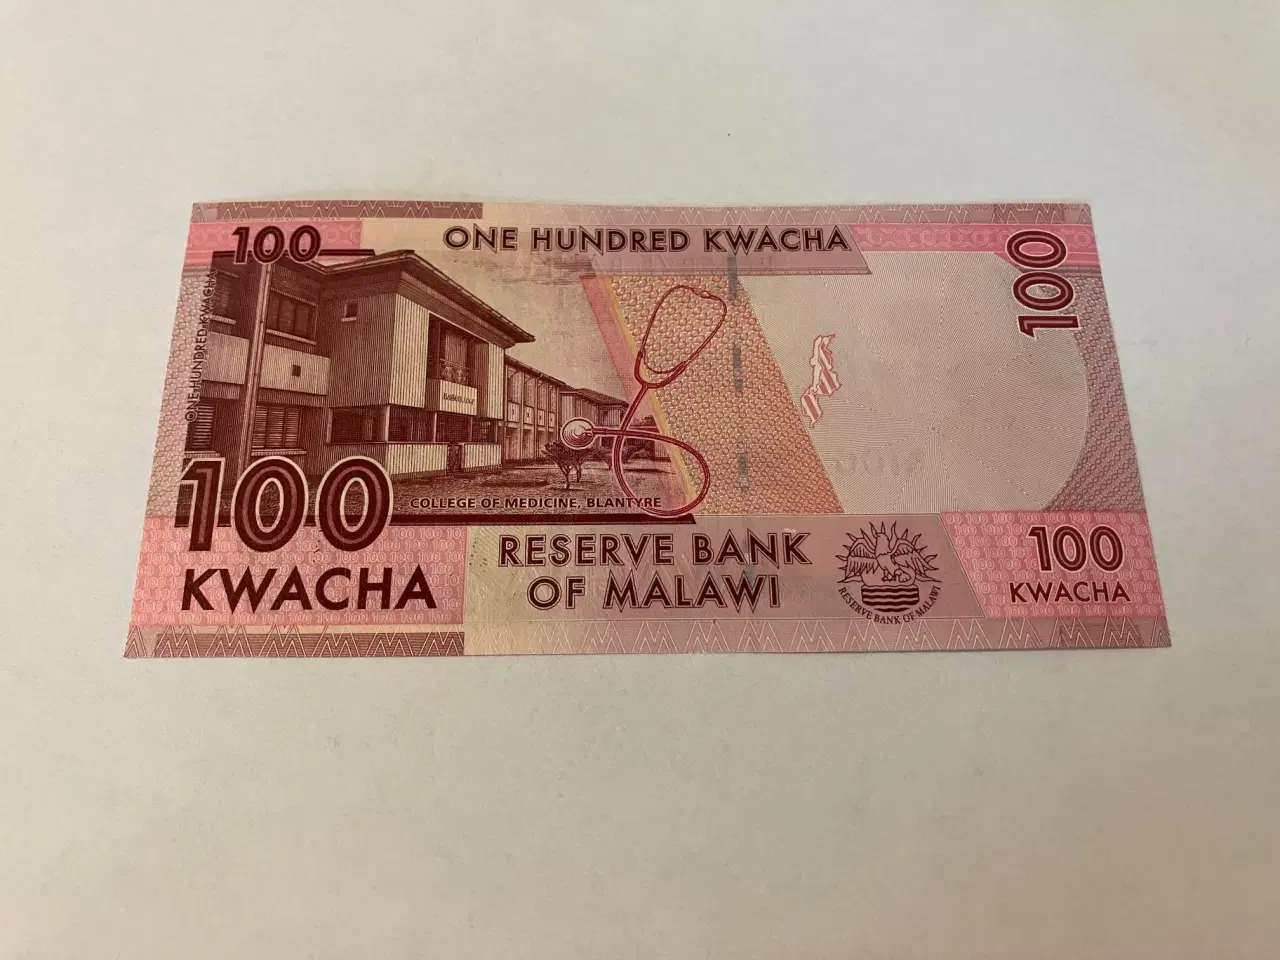 100
ONE HUNDRED KWACHA
100
ONE HUNDRED KWACHA
100
KWACHA
COLLEGE OF MEDICINE, BLANTYRE
RESERVE BANK
OF MALAWI
RESERVE BANK OF MALAWI
100
KWACHA